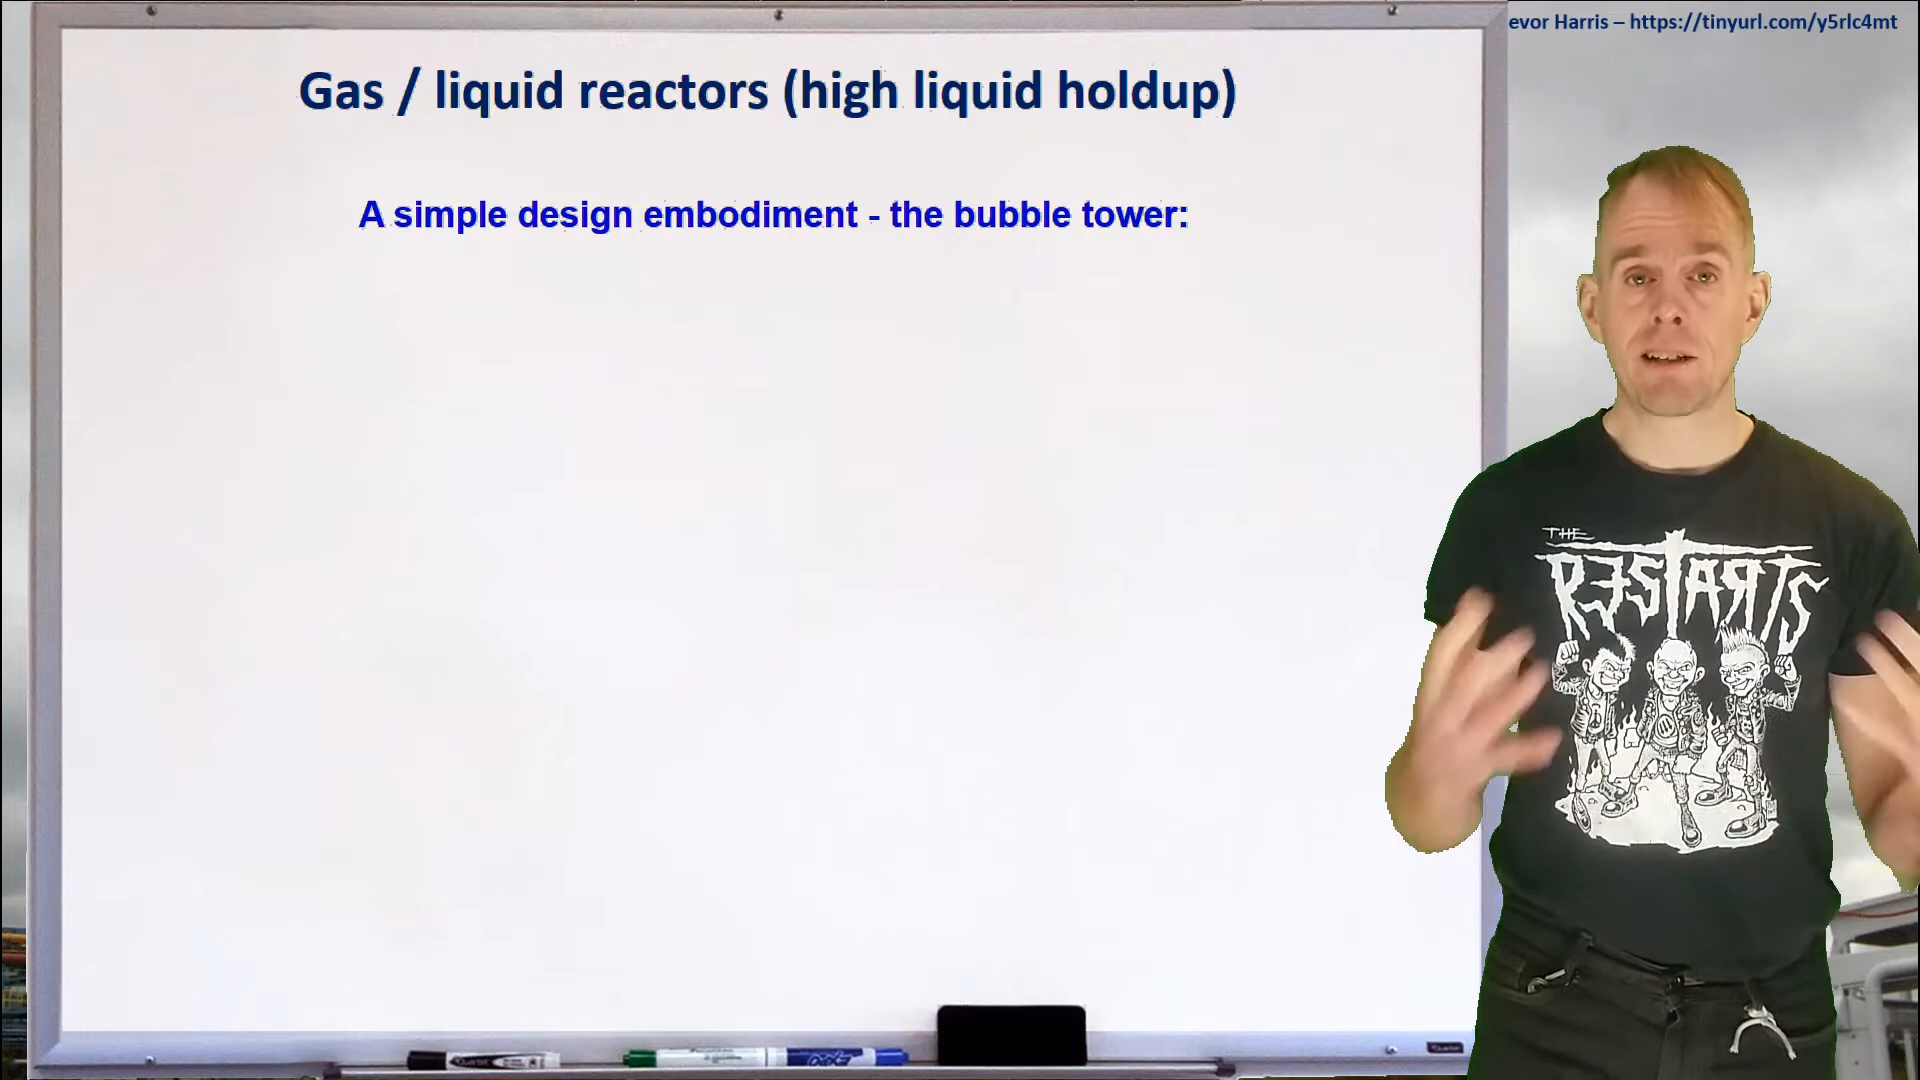 evor Harris – https://tinyurl.com/y5rlc4mt
Gas / liquid reactors (high liquid holdup)
A simple design embodiment - the bubble tower:
THE
RESTARTS